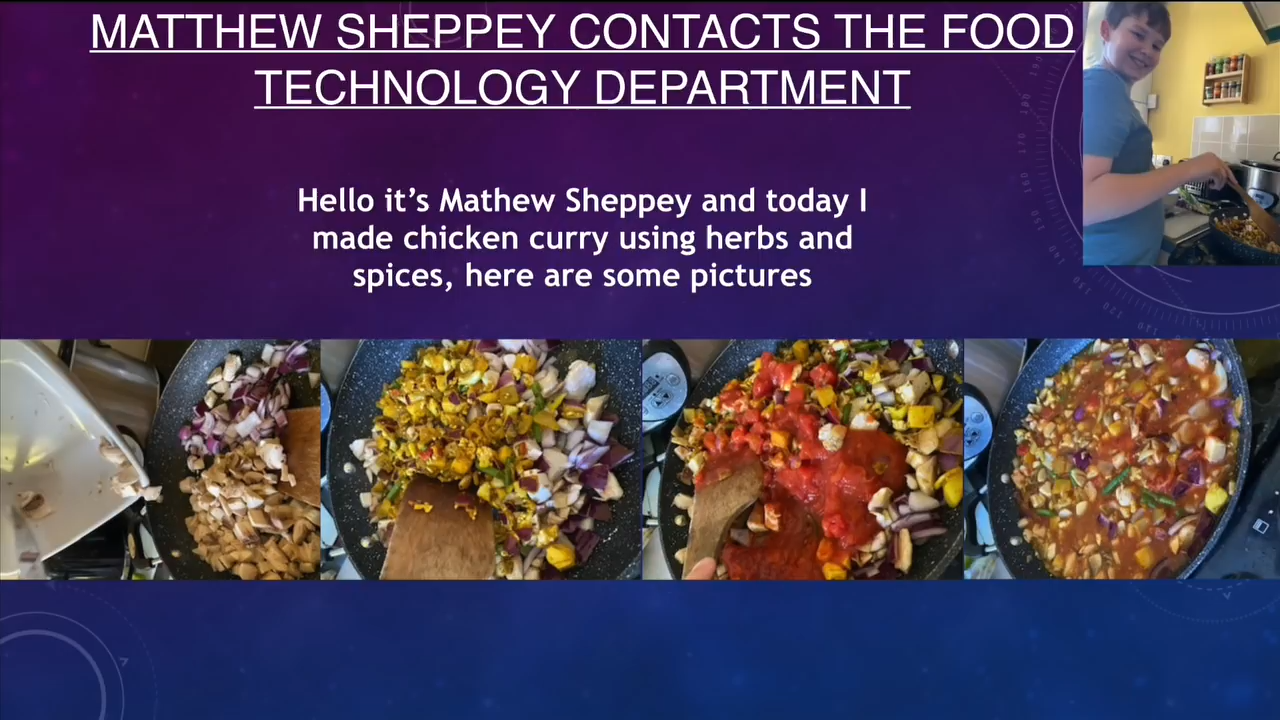 MATTHEW SHEPPEY CONTACTS THE FOOD
TECHNOLOGY DEPARTMENT
Hello it's Mathew Sheppey and today I
made chicken curry using herbs and
spices, here are some pictures